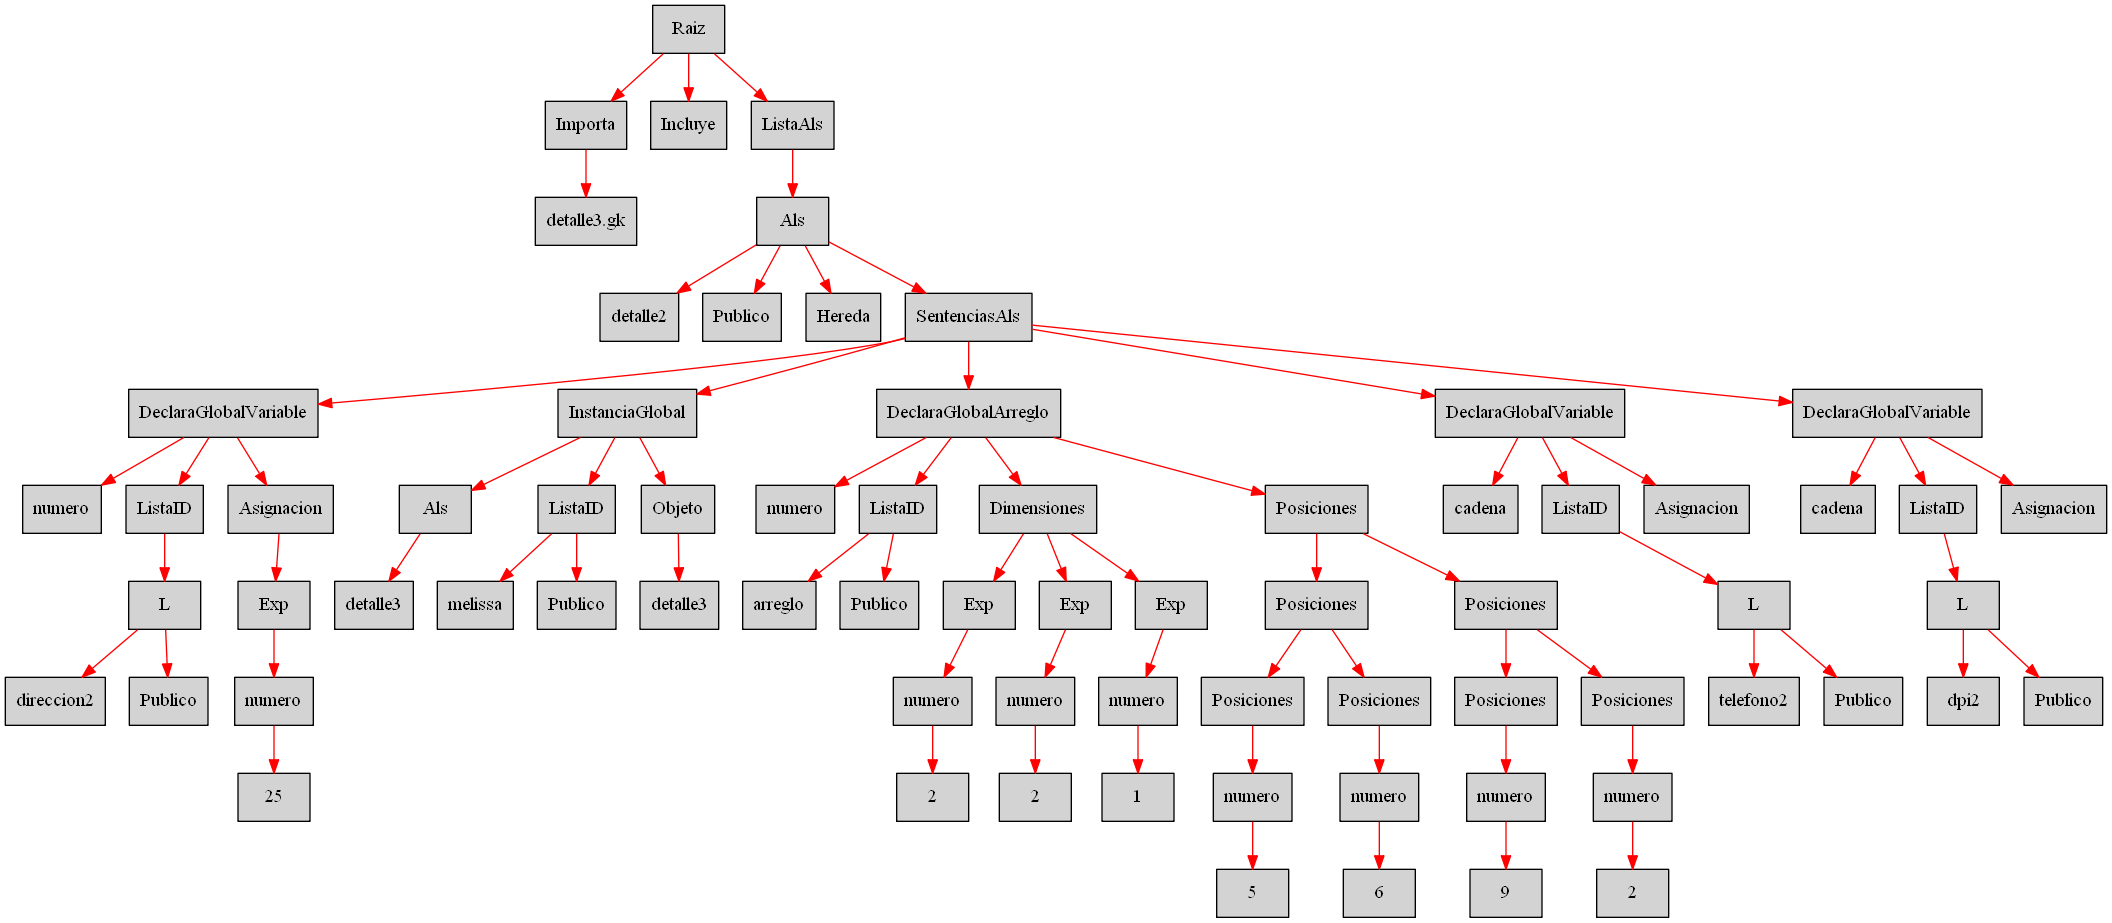 Raiz
Importa Incluye ListaAls
detalle3.gk Als
detalle2 Publico Hereda SentenciasAls
DeclaraGlobalVariable InstanciaGlobal DeclaraGlobalArreglo DeclaraGlobalVariable DeclaraGlobalVariable
numero ListaID Asignacion Als ListaID Objeto numero ListaID Dimensiones Posiciones cadena ListaID Asignacion cadena ListaID Asignacion
L Exp detalle3 melissa Publico detalle3 arreglo Publico Exp Exp Exp Posiciones Posiciones L L
direccion2 Publico numero numero numero numero Posiciones Posiciones Posiciones Posiciones telefono2 Publico dpi2 Publico
25 2 2 1 numero numero numero numero
5 6 9 2